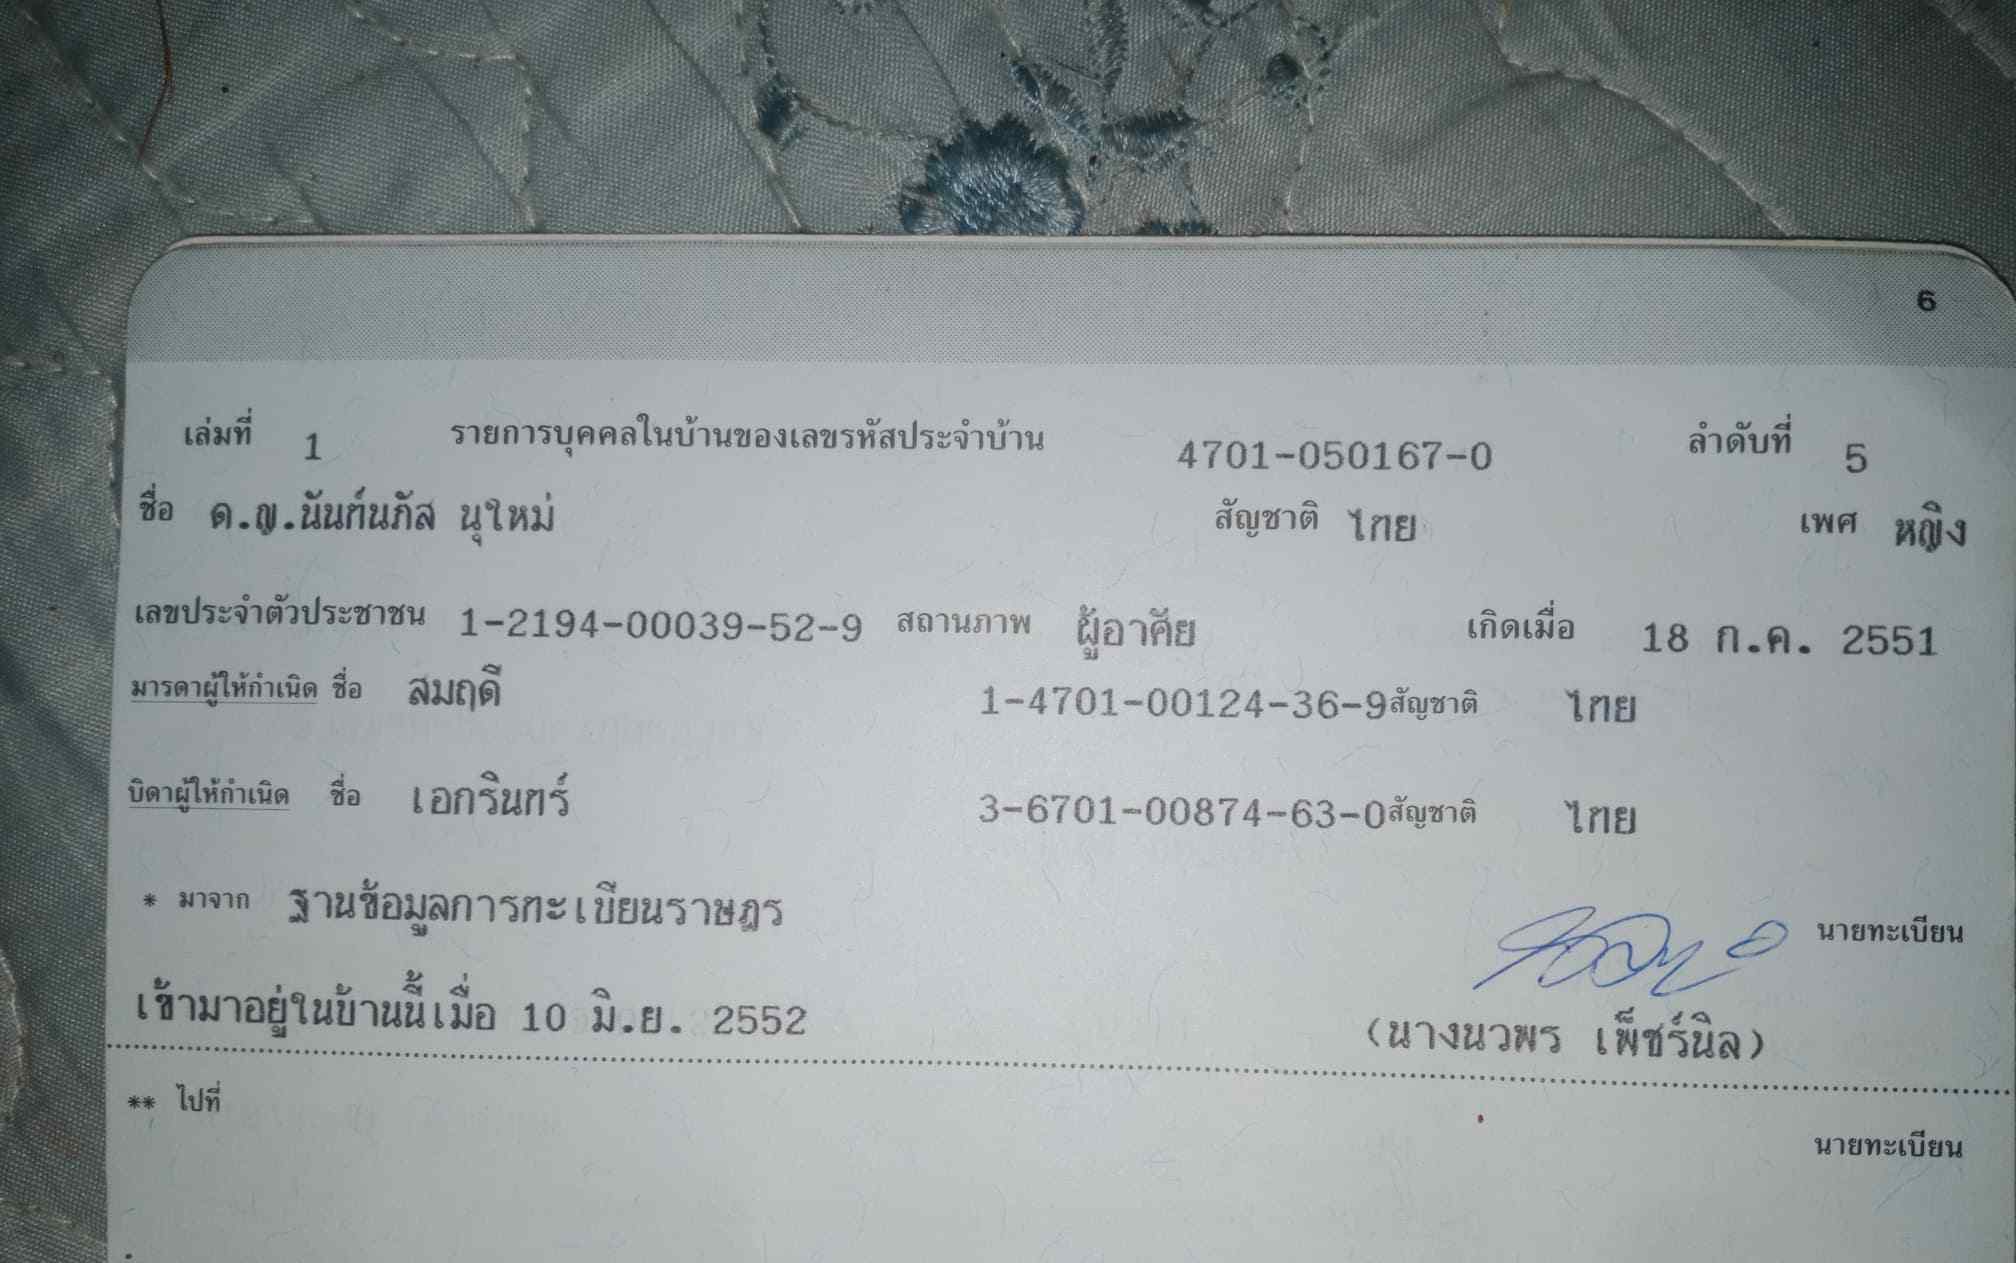 6
เล่มที่ 1 รายการบุคคลในบ้านของเลขรหัสประจำบ้าน 4701-050167-0 ลำดับที่ 5
ชื่อ ด.ญ.นันท์นภัส นุใหม่ สัญชาติ ไทย เพศ หญิง
เลขประจำตัวประชาชน 1-2194-00039-52-9 สถานภาพ ผู้อาศัย เกิดเมื่อ 18 ก.ค. 2551
มารดาผู้ให้กำเนิด ชื่อ สมฤดี 1-4701-00124-36-9 สัญชาติ ไทย
บิดาผู้ให้กำเนิด ชื่อ เอกรินทร์ 3-6701-00874-63-0 สัญชาติ ไทย
* มาจาก ฐานข้อมูลการทะเบียนราษฎร นายทะเบียน
เข้ามาอยู่ในบ้านนี้เมื่อ 10 มิ.ย. 2552 (นางนวพร เพ็ชร์นิล)
** ไปที่
นายทะเบียน